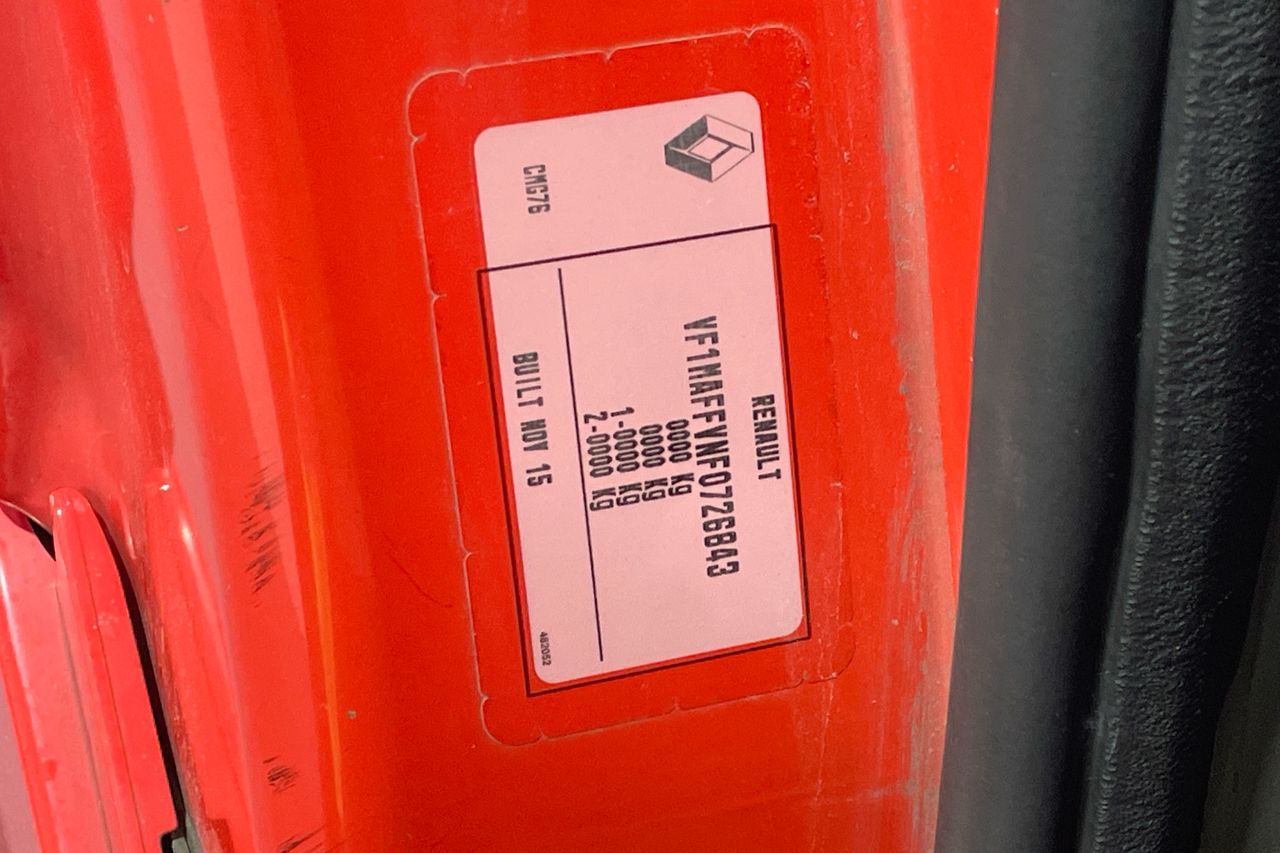 RENAULT
VF1MAFFVNF0726843
0000 Kg
0000 Kg
1-0000 Kg
2-0000 Kg
CMG76
BUILT NOV 15
482052